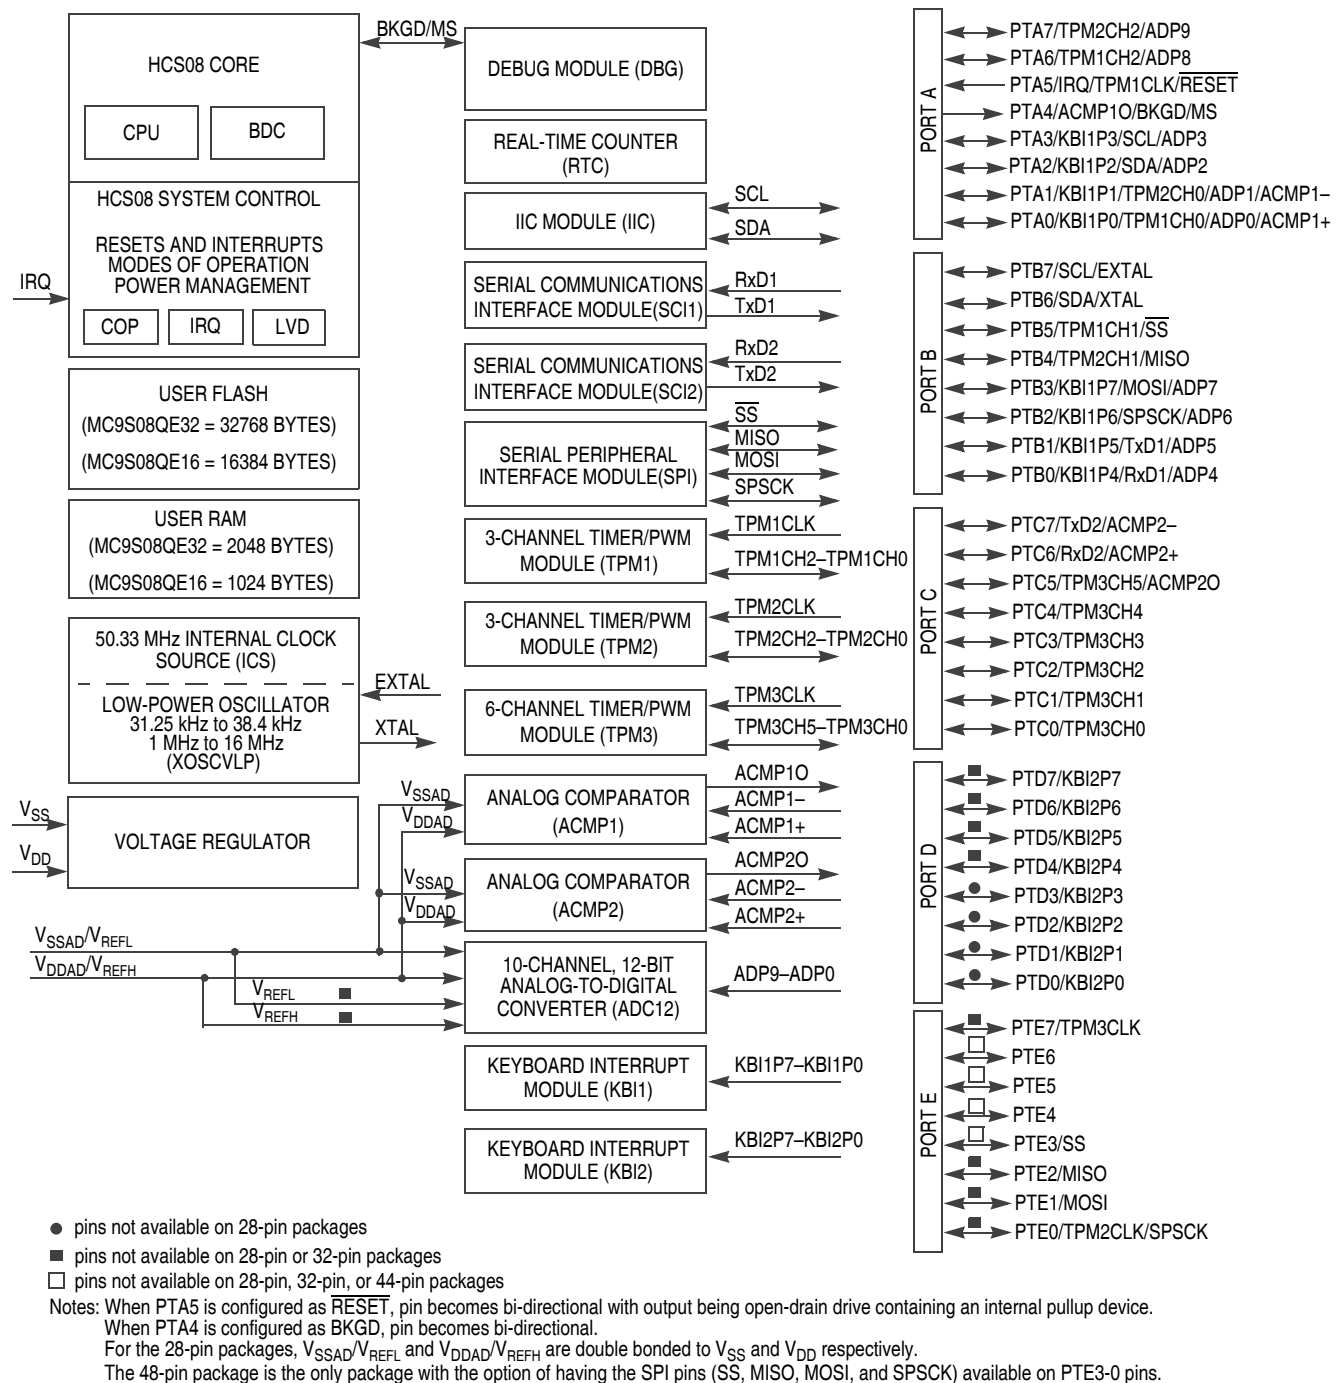 HCS08 CORE
CPU
BDC
HCS08 SYSTEM CONTROL
RESETS AND INTERRUPTS
MODES OF OPERATION
POWER MANAGEMENT
IRQ
COP
IRQ
LVD
USER FLASH
(MC9S08QE32 = 32768 BYTES)
(MC9S08QE16 = 16384 BYTES)
USER RAM
(MC9S08QE32 = 2048 BYTES)
(MC9S08QE16 = 1024 BYTES)
50.33 MHz INTERNAL CLOCK
SOURCE (ICS)
LOW-POWER OSCILLATOR
31.25 kHz to 38.4 kHz
1 MHz to 16 MHz
(XOSCVLP)
EXTAL
XTAL
VSS
VDD
VOLTAGE REGULATOR
VSSAD/VREFL
VDDAD/VREFH
VREFL
VREFH
BKGD/MS
DEBUG MODULE (DBG)
REAL-TIME COUNTER
(RTC)
IIC MODULE (IIC)
SCL
SDA
SERIAL COMMUNICATIONS
INTERFACE MODULE(SCI1)
RxD1
TxD1
SERIAL COMMUNICATIONS
INTERFACE MODULE(SCI2)
RxD2
TxD2
SERIAL PERIPHERAL
INTERFACE MODULE(SPI)
SS
MISO
MOSI
SPSCK
3-CHANNEL TIMER/PWM
MODULE (TPM1)
TPM1CLK
TPM1CH2–TPM1CH0
3-CHANNEL TIMER/PWM
MODULE (TPM2)
TPM2CLK
TPM2CH2–TPM2CH0
6-CHANNEL TIMER/PWM
MODULE (TPM3)
TPM3CLK
TPM3CH5–TPM3CH0
VSSAD
VDDAD
ANALOG COMPARATOR
(ACMP1)
ACMP1O
ACMP1–
ACMP1+
VSSAD
VDDAD
ANALOG COMPARATOR
(ACMP2)
ACMP2O
ACMP2–
ACMP2+
10-CHANNEL, 12-BIT
ANALOG-TO-DIGITAL
CONVERTER (ADC12)
ADP9–ADP0
KEYBOARD INTERRUPT
MODULE (KBI1)
KBI1P7–KBI1P0
KEYBOARD INTERRUPT
MODULE (KBI2)
KBI2P7–KBI2P0
PORT A
PTA7/TPM2CH2/ADP9
PTA6/TPM1CH2/ADP8
PTA5/IRQ/TPM1CLK/RESET
PTA4/ACMP1O/BKGD/MS
PTA3/KBI1P3/SCL/ADP3
PTA2/KBI1P2/SDA/ADP2
PTA1/KBI1P1/TPM2CH0/ADP1/ACMP1–
PTA0/KBI1P0/TPM1CH0/ADP0/ACMP1+
PORT B
PTB7/SCL/EXTAL
PTB6/SDA/XTAL
PTB5/TPM1CH1/SS
PTB4/TPM2CH1/MISO
PTB3/KBI1P7/MOSI/ADP7
PTB2/KBI1P6/SPSCK/ADP6
PTB1/KBI1P5/TxD1/ADP5
PTB0/KBI1P4/RxD1/ADP4
PORT C
PTC7/TxD2/ACMP2–
PTC6/RxD2/ACMP2+
PTC5/TPM3CH5/ACMP2O
PTC4/TPM3CH4
PTC3/TPM3CH3
PTC2/TPM3CH2
PTC1/TPM3CH1
PTC0/TPM3CH0
PORT D
PTD7/KBI2P7
PTD6/KBI2P6
PTD5/KBI2P5
PTD4/KBI2P4
PTD3/KBI2P3
PTD2/KBI2P2
PTD1/KBI2P1
PTD0/KBI2P0
PORT E
PTE7/TPM3CLK
PTE6
PTE5
PTE4
PTE3/SS
PTE2/MISO
PTE1/MOSI
PTE0/TPM2CLK/SPSCK
● pins not available on 28-pin packages
■ pins not available on 28-pin or 32-pin packages
□ pins not available on 28-pin, 32-pin, or 44-pin packages
Notes: When PTA5 is configured as RESET, pin becomes bi-directional with output being open-drain drive containing an internal pullup device.
When PTA4 is configured as BKGD, pin becomes bi-directional.
For the 28-pin packages, VSSAD/VREFL and VDDAD/VREFH are double bonded to VSS and VDD respectively.
The 48-pin package is the only package with the option of having the SPI pins (SS, MISO, MOSI, and SPSCK) available on PTE3-0 pins.